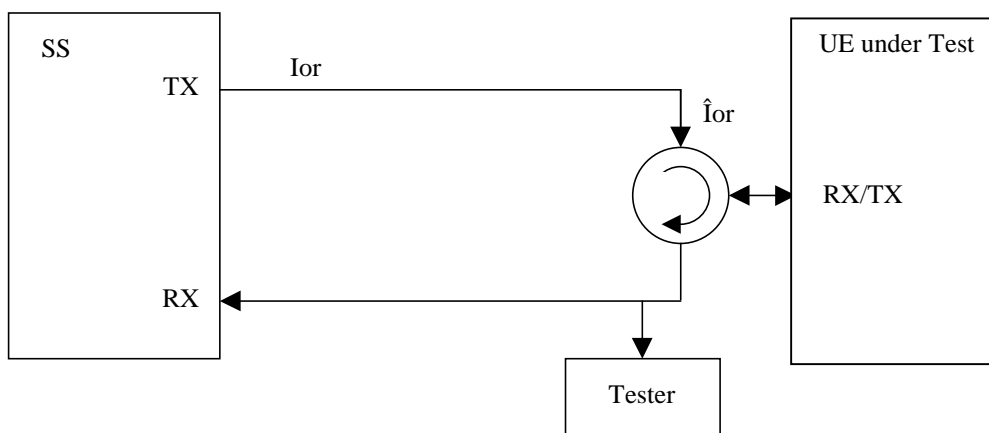 SS
UE under Test
TX
Ior
Îor
RX/TX
RX
Tester